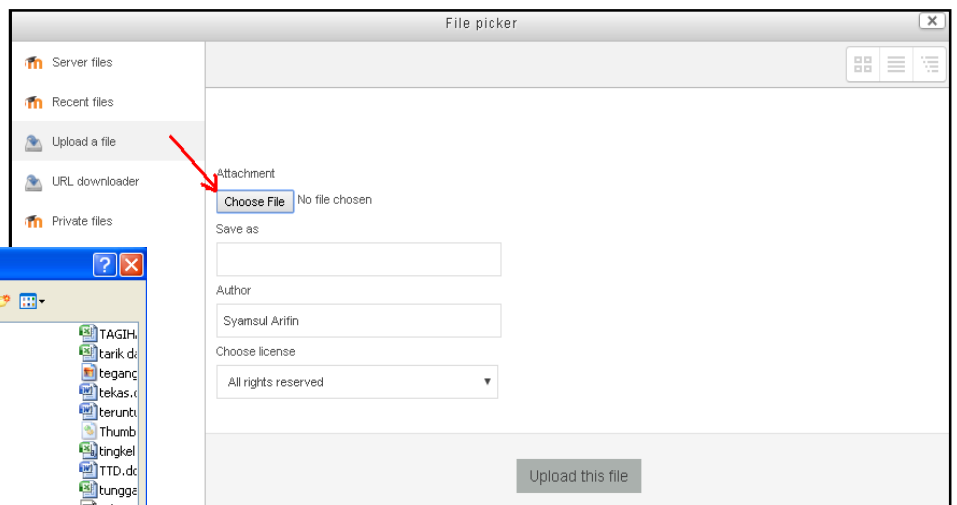 File picker
Server files
Recent files
Upload a file
URL downloader
Private files
Attachment
Choose File No file chosen
Save as
Author
Syamsul Arifin
Choose license
All rights reserved
Upload this file
TAGIH
tarik da
tegang
tekas.
teruntu
Thumb
tingkel
TTD.do
tungga